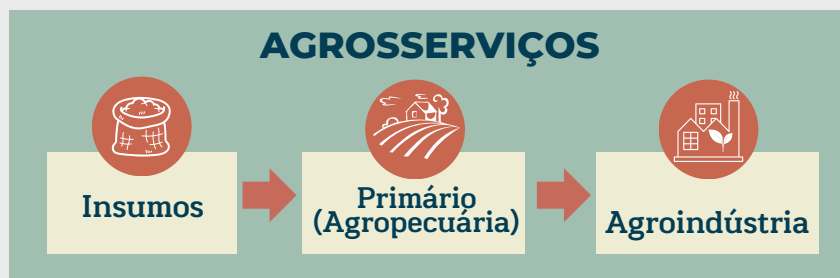 AGROSSERVIÇOS
Insumos
Primário
(Agropecuária)
Agroindústria